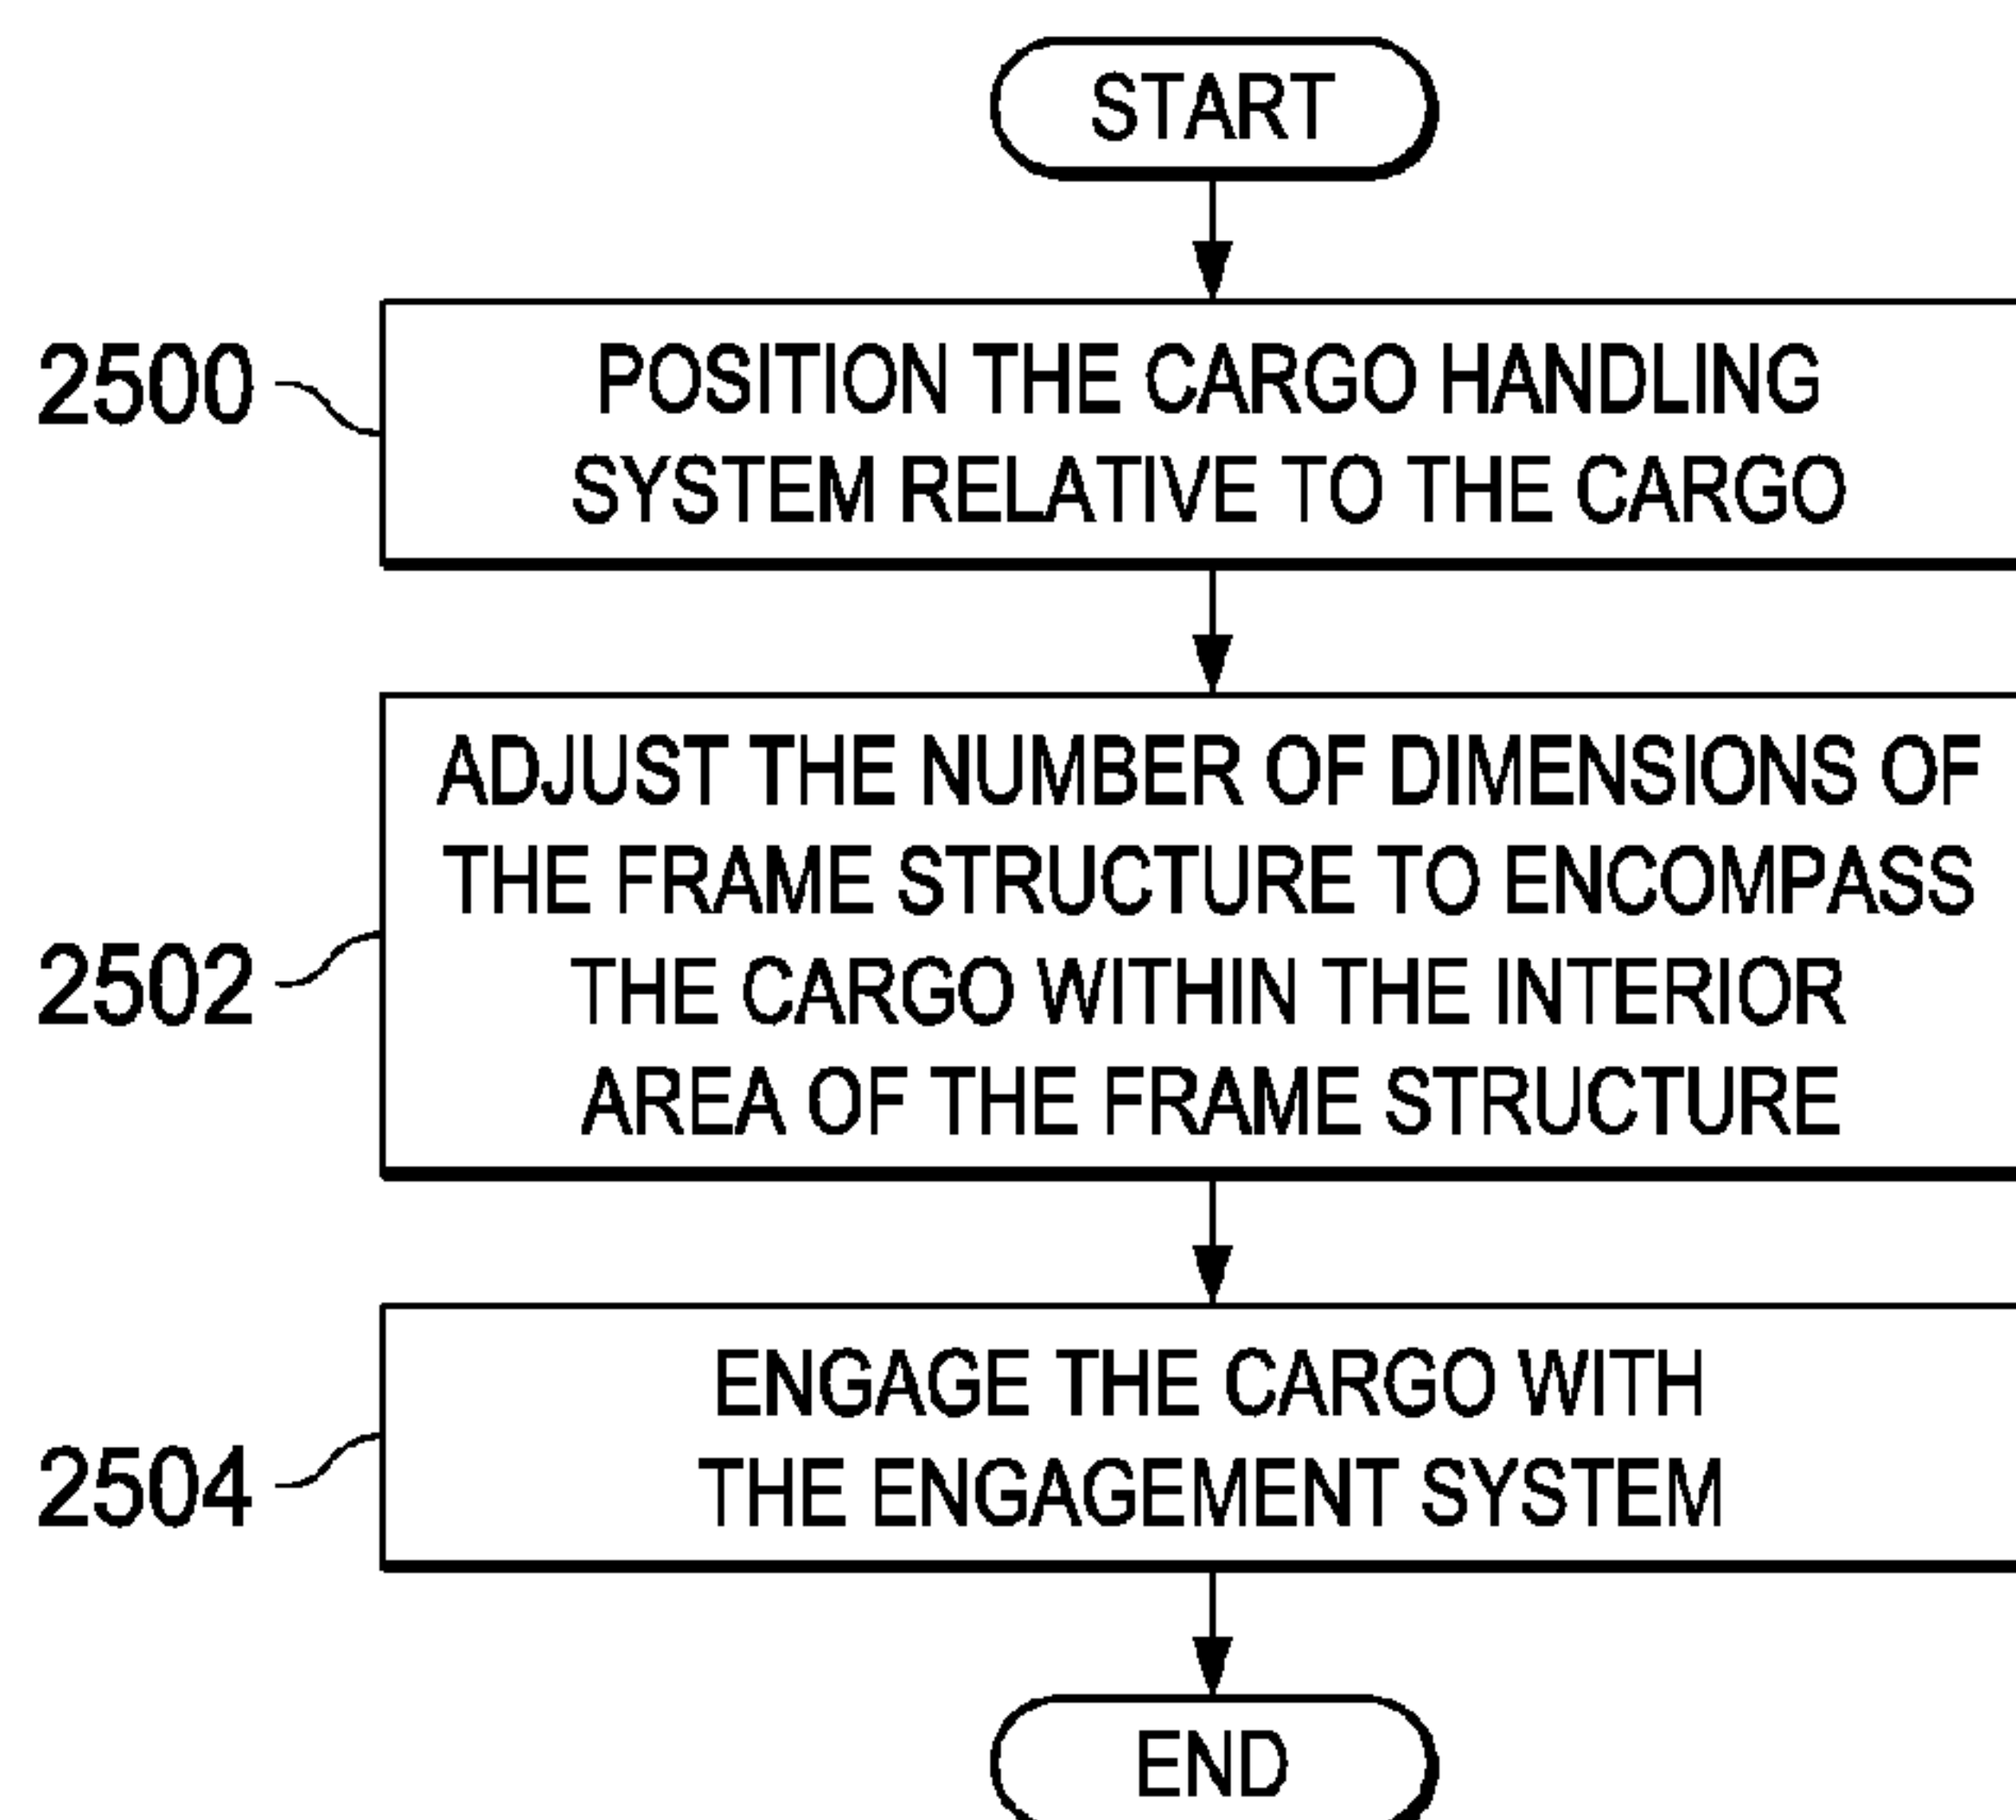 START
2500
POSITION THE CARGO HANDLING
SYSTEM RELATIVE TO THE CARGO
2502
ADJUST THE NUMBER OF DIMENSIONS OF
THE FRAME STRUCTURE TO ENCOMPASS
THE CARGO WITHIN THE INTERIOR
AREA OF THE FRAME STRUCTURE
2504
ENGAGE THE CARGO WITH
THE ENGAGEMENT SYSTEM
END